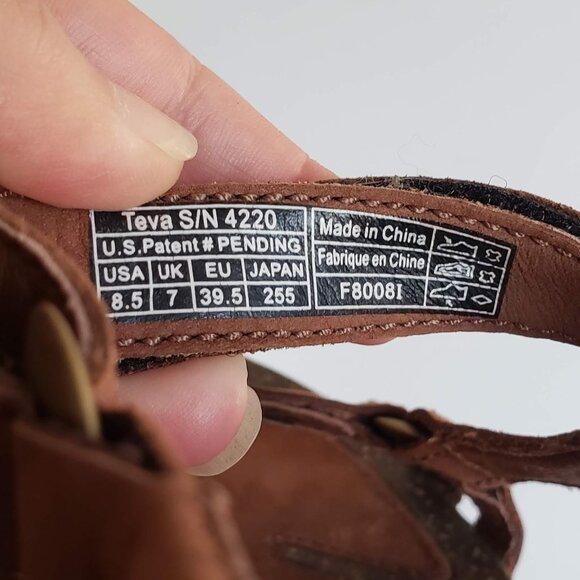 Teva S/N 4220
U.S.Patent # PENDING
USA UK EU JAPAN
8.5 7 39.5 255
Made in China
Fabrique en Chine
F8008I